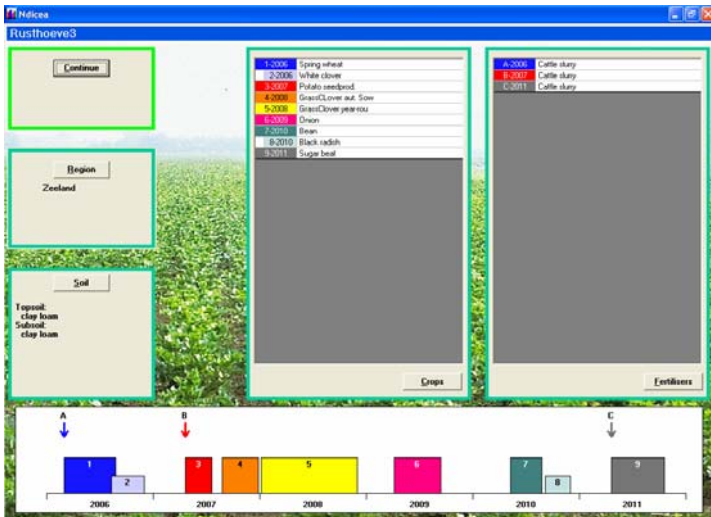 Ndicea
Rusthoeve3
Continue
Region
Zeeland
Soil
Topsoil:
clay loam
Subsoil:
clay loam
1-2006 Spring wheat
2-2006 White clover
3-2007 Potato seedprod.
4-2008 GrassCLover aut. Sow
5-2008 GrassClover year-rou
6-2009 Onion
7-2010 Bean
8-2010 Black radish
9-2011 Sugar beat
Crops
A-2006 Cattle slurry
B-2007 Cattle slurry
C-2011 Cattle slurry
Fertilisers
A B C
1 2 3 4 5 6 7 8 9
2006 2007 2008 2009 2010 2011